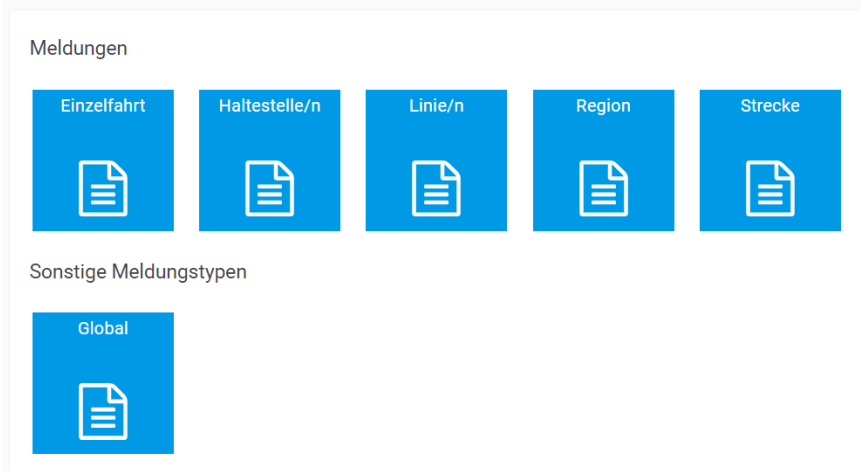 Meldungen
Einzelfahrt Haltestelle/n Linie/n Region Strecke
Sonstige Meldungstypen
Global